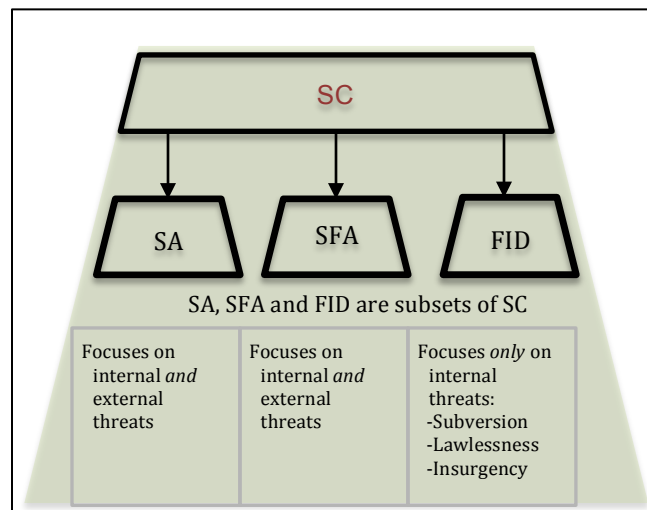 SC
SA
SFA
FID
SA, SFA and FID are subsets of SC
Focuses on
internal and
external
threats
Focuses on
internal and
external
threats
Focuses only on
internal
threats:
-Subversion
-Lawlessness
-Insurgency